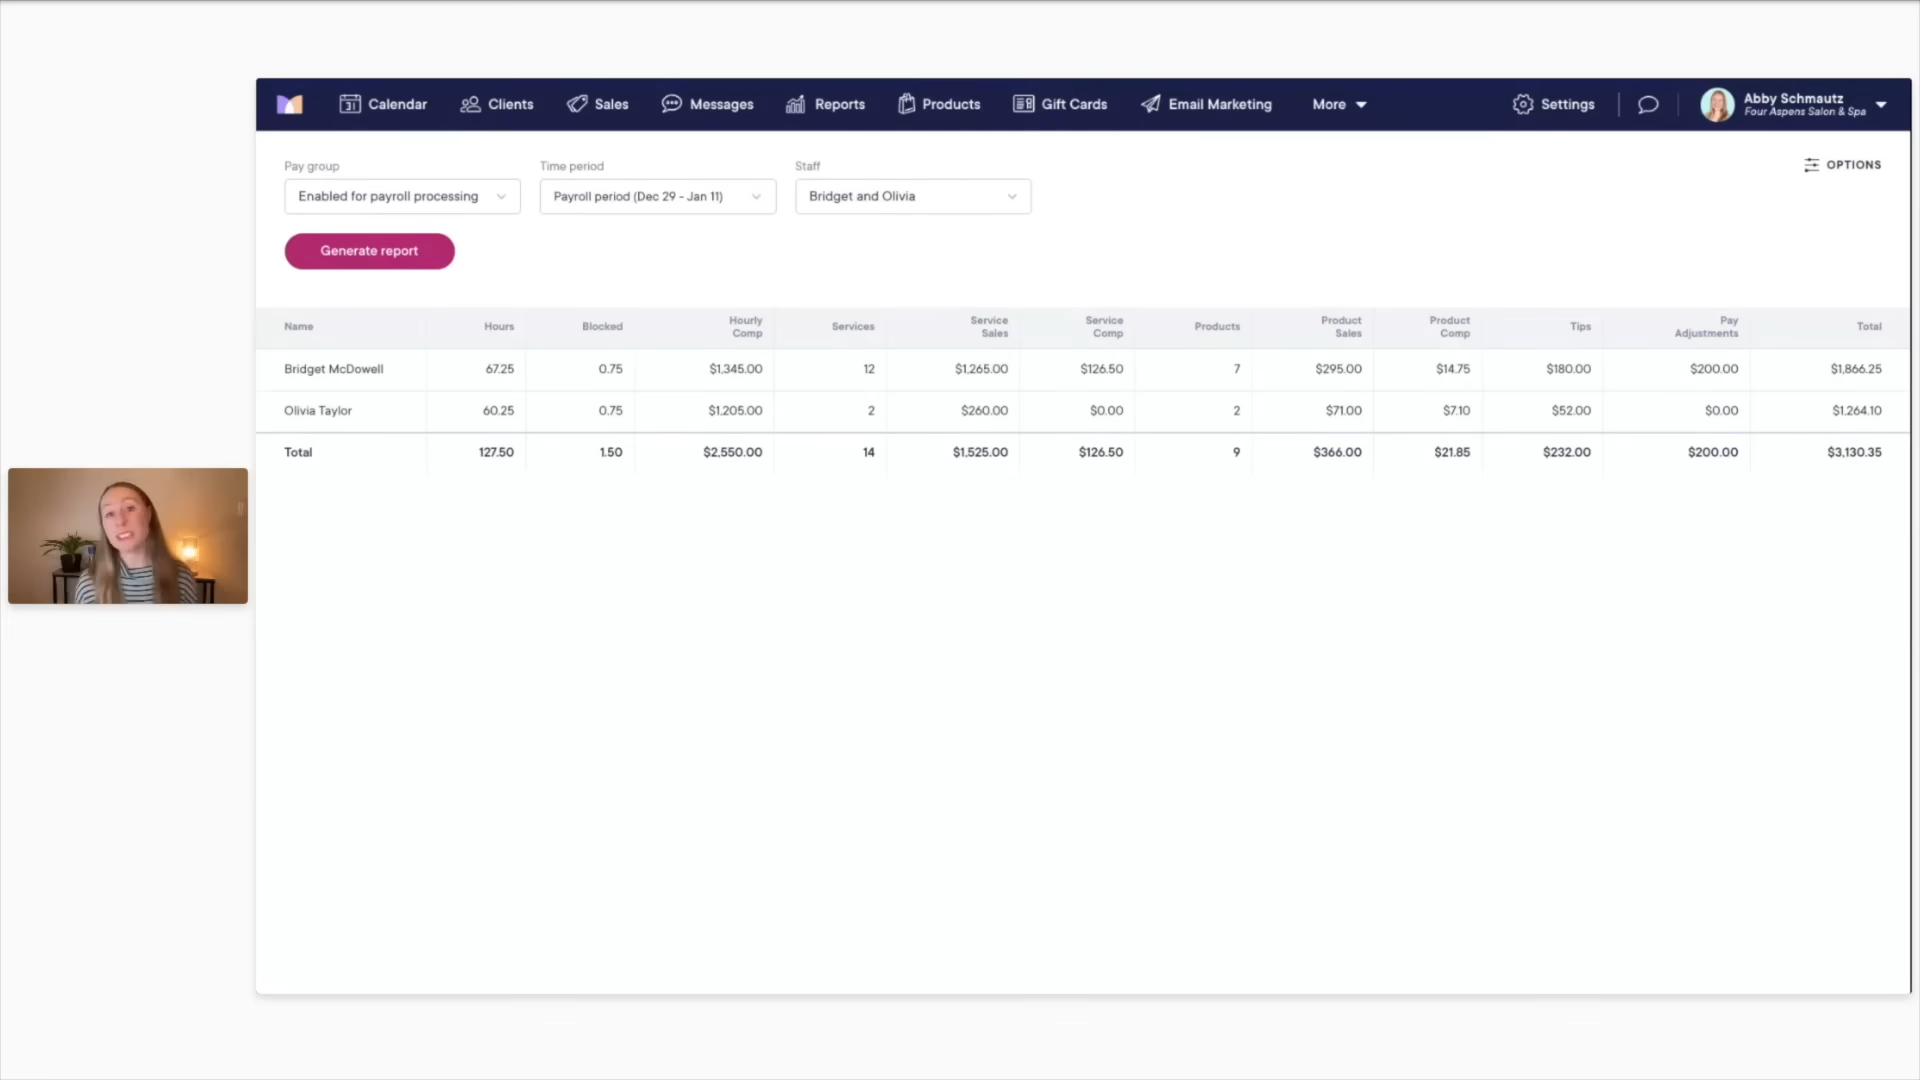 31 Calendar Clients Sales Messages Reports Products Gift Cards Email Marketing More Settings Abby Schmautz
Four Aspens Salon & Spa
Pay group Time period Staff OPTIONS
Enabled for payroll processing Payroll period (Dec 29 - Jan 11) Bridget and Olivia
Generate report
Name Hours Blocked Hourly Comp Services Service Sales Service Comp Products Product Sales Product Comp Tips Pay Adjustments Total
Bridget McDowell 67.25 0.75 $1,345.00 12 $1,265.00 $126.50 7 $295.00 $14.75 $180.00 $200.00 $1,866.25
Olivia Taylor 60.25 0.75 $1,205.00 2 $260.00 $0.00 2 $71.00 $7.10 $52.00 $0.00 $1,264.10
Total 127.50 1.50 $2,550.00 14 $1,525.00 $126.50 9 $366.00 $21.85 $232.00 $200.00 $3,130.35